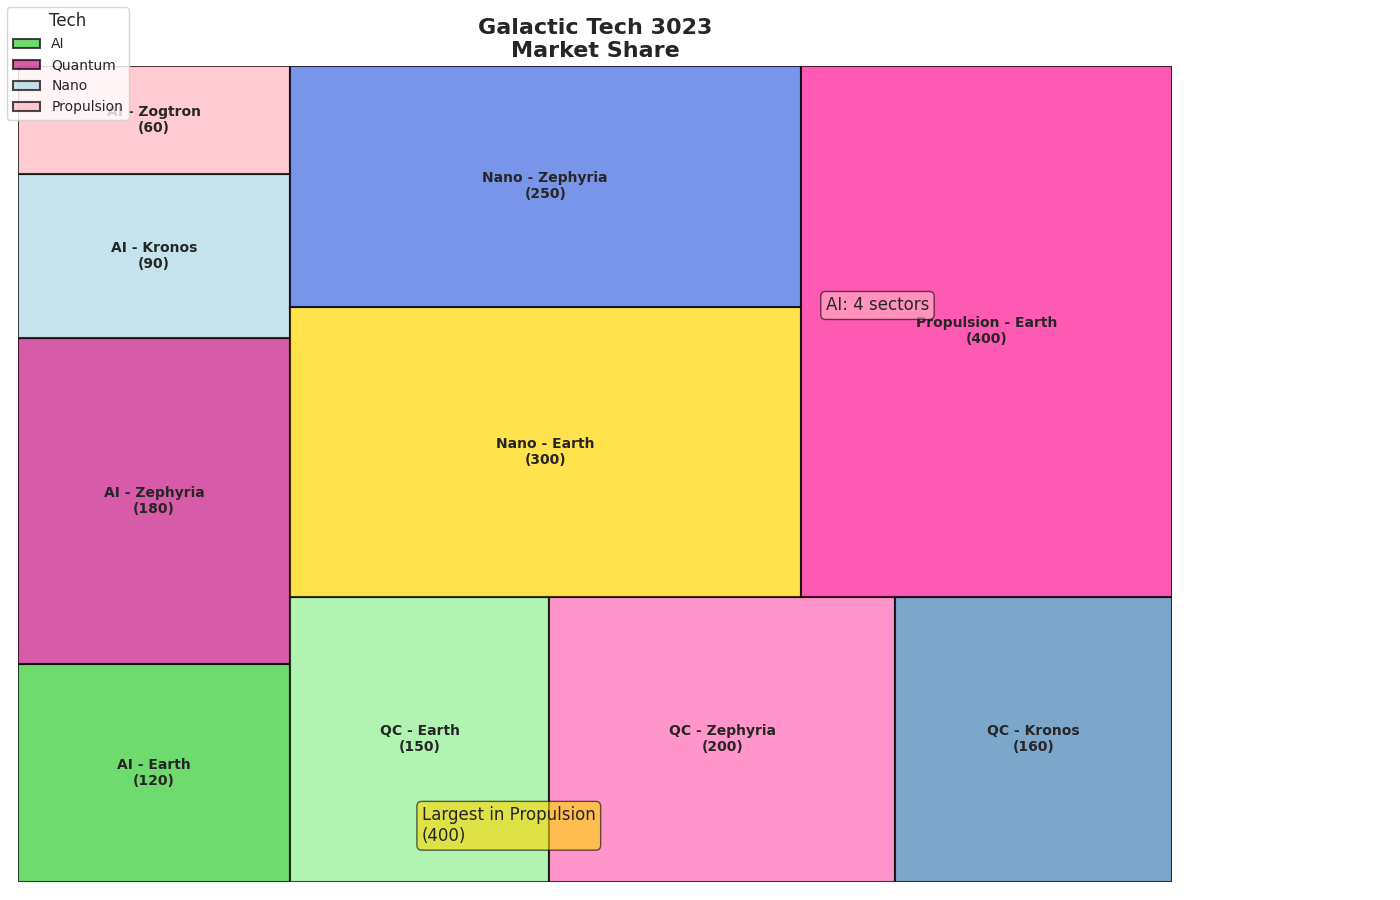 Galactic Tech 3023
Market Share
Tech
AI
Quantum
Nano
Propulsion
AI - Zogtron
(60)
AI - Kronos
(90)
AI - Zephyria
(180)
AI - Earth
(120)
Nano - Zephyria
(250)
Nano - Earth
(300)
AI: 4 sectors
Propulsion - Earth
(400)
QC - Earth
(150)
QC - Zephyria
(200)
QC - Kronos
(160)
Largest in Propulsion
(400)